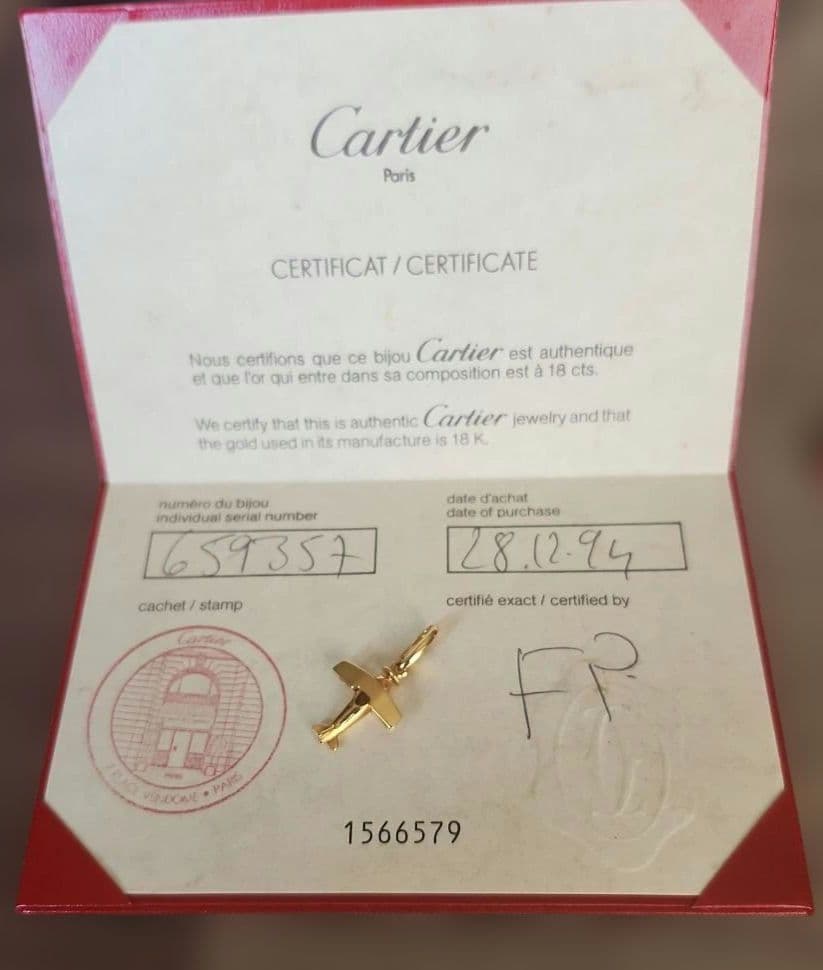 Cartier
Paris
CERTIFICAT / CERTIFICATE
Nous certifions que ce bijou Cartier est authentique
et que l'or qui entre dans sa composition est à 18 cts.
We certify that this is authentic Cartier jewelry and that
the gold used in its manufacture is 18 K.
numéro du bijou
individual serial number
659357
date d'achat
date of purchase
28.12.94
cachet / stamp
certifié exact / certified by
Cartier
PLACE VENDOME • PARIS
FP.
1566579